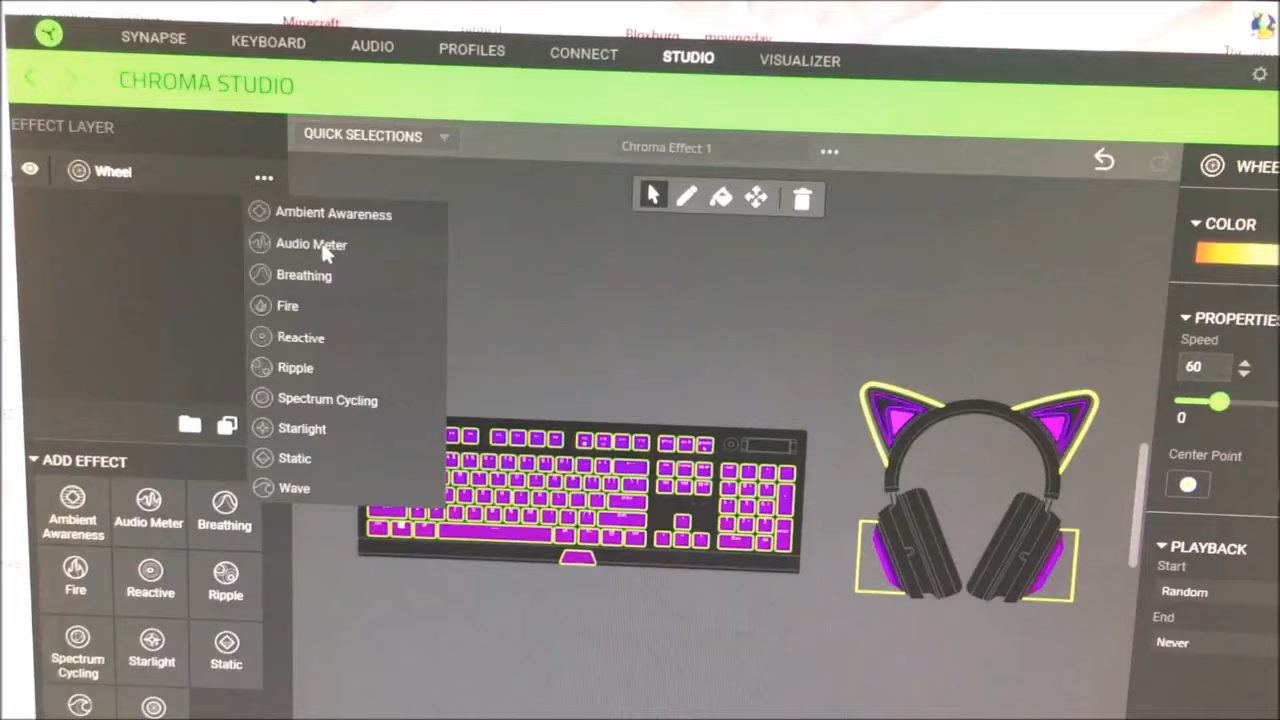 Minecraft
Bloxburg movingday
SYNAPSE KEYBOARD AUDIO PROFILES CONNECT STUDIO VISUALIZER
CHROMA STUDIO
EFFECT LAYER
QUICK SELECTIONS
Chroma Effect 1
Wheel
WHEE
COLOR
Ambient Awareness
Audio Meter
Breathing
Fire
Reactive
Ripple
Spectrum Cycling
Starlight
Static
Wave
PROPERTIE
Speed
60
0
Center Point
PLAYBACK
Start
Random
End
Never
ADD EFFECT
Ambient
Awareness
Audio Meter
Breathing
Fire
Reactive
Ripple
Spectrum
Cycling
Starlight
Static